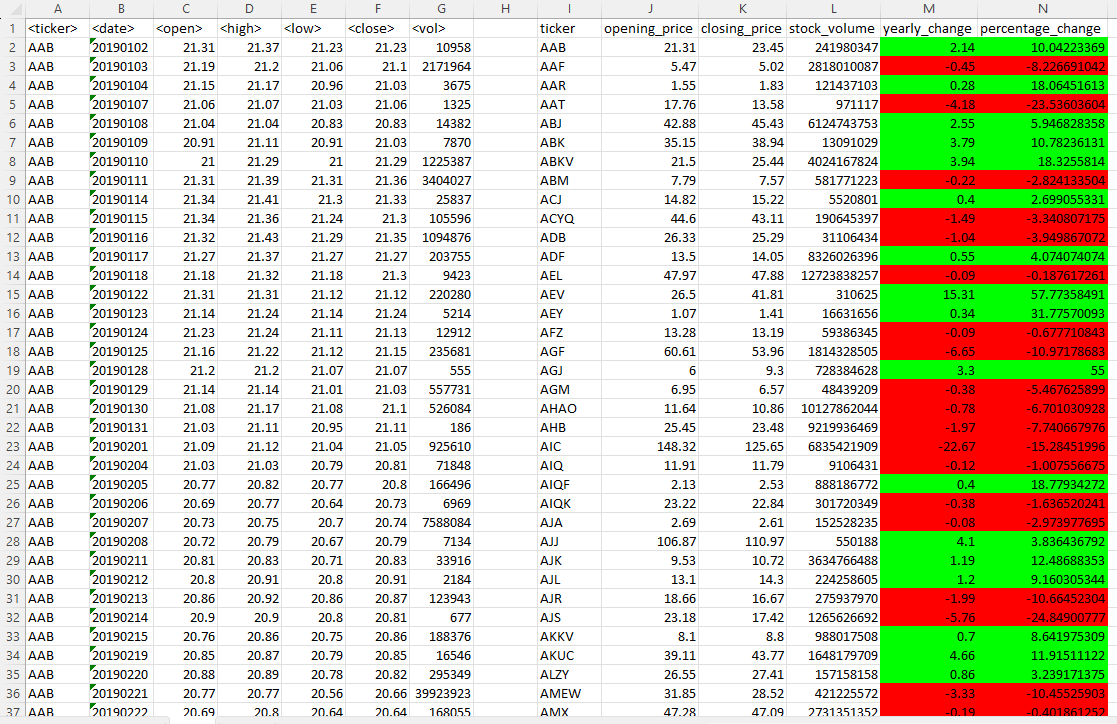 A B C D E F G H I J K L M N
1 <ticker> <date> <open> <high> <low> <close> <vol> ticker opening_price closing_price stock_volume yearly_change percentage_change
2 AAB 20190102 21.31 21.37 21.23 21.23 10958 AAB 21.31 23.45 241980347 2.14 10.04223369
3 AAB 20190103 21.19 21.2 21.06 21.1 2171964 AAF 5.47 5.02 2818010087 -0.45 -8.226691042
4 AAB 20190104 21.15 21.17 20.96 21.03 3675 AAR 1.55 1.83 121437103 0.28 18.06451613
5 AAB 20190107 21.06 21.07 21.03 21.06 1325 AAT 17.76 13.58 971117 -4.18 -23.53603604
6 AAB 20190108 21.04 21.04 20.83 20.83 14382 ABJ 42.88 45.43 6124743753 2.55 5.946828358
7 AAB 20190109 20.91 21.11 20.91 21.03 7870 ABK 35.15 38.94 13091029 3.79 10.78236131
8 AAB 20190110 21 21.29 21 21.29 1225387 ABKV 21.5 25.44 4024167824 3.94 18.3255814
9 AAB 20190111 21.31 21.39 21.31 21.36 3404027 ABM 7.79 7.57 581771223 -0.22 -2.824133504
10 AAB 20190114 21.34 21.41 21.3 21.33 25837 ACJ 14.82 15.22 5520801 0.4 2.699055331
11 AAB 20190115 21.34 21.36 21.24 21.3 105596 ACYQ 44.6 43.11 190645397 -1.49 -3.340807175
12 AAB 20190116 21.32 21.43 21.29 21.35 1094876 ADB 26.33 25.29 31106434 -1.04 -3.949867072
13 AAB 20190117 21.27 21.37 21.27 21.27 203755 ADF 13.5 14.05 8326026396 0.55 4.074074074
14 AAB 20190118 21.18 21.32 21.18 21.3 9423 AEL 47.97 47.88 12723838257 -0.09 -0.187617261
15 AAB 20190122 21.31 21.31 21.12 21.12 220280 AEV 26.5 41.81 310625 15.31 57.77358491
16 AAB 20190123 21.14 21.24 21.14 21.24 5214 AEY 1.07 1.41 16631656 0.34 31.77570093
17 AAB 20190124 21.23 21.24 21.11 21.13 12912 AFZ 13.28 13.19 59386345 -0.09 -0.677710843
18 AAB 20190125 21.16 21.22 21.12 21.15 235681 AGF 60.61 53.96 1814328505 -6.65 -10.97178683
19 AAB 20190128 21.2 21.2 21.07 21.07 555 AGJ 6 9.3 728384628 3.3 55
20 AAB 20190129 21.14 21.14 21.01 21.03 557731 AGM 6.95 6.57 48439209 -0.38 -5.467625899
21 AAB 20190130 21.08 21.17 21.08 21.1 526084 AHAO 11.64 10.86 10127862044 -0.78 -6.701030928
22 AAB 20190131 21.03 21.11 20.95 21.11 186 AHB 25.45 23.48 9219936469 -1.97 -7.740667976
23 AAB 20190201 21.09 21.12 21.04 21.05 925610 AIC 148.32 125.65 6835421909 -22.67 -15.28451996
24 AAB 20190204 21.03 21.03 20.79 20.81 71848 AIQ 11.91 11.79 9106431 -0.12 -1.007556675
25 AAB 20190205 20.77 20.82 20.77 20.8 166496 AIQF 2.13 2.53 888186772 0.4 18.77934272
26 AAB 20190206 20.69 20.77 20.64 20.73 6969 AIQK 23.22 22.84 301720349 -0.38 -1.636520241
27 AAB 20190207 20.73 20.75 20.7 20.74 7588084 AJA 2.69 2.61 152528235 -0.08 -2.973977695
28 AAB 20190208 20.72 20.79 20.67 20.79 7134 AJJ 106.87 110.97 550188 4.1 3.836436792
29 AAB 20190211 20.81 20.83 20.71 20.83 33916 AJK 9.53 10.72 3634766488 1.19 12.48688353
30 AAB 20190212 20.8 20.91 20.8 20.91 2184 AJL 13.1 14.3 224258605 1.2 9.160305344
31 AAB 20190213 20.86 20.92 20.86 20.87 123943 AJR 18.66 16.67 275937970 -1.99 -10.66452304
32 AAB 20190214 20.9 20.9 20.8 20.81 677 AJS 23.18 17.42 1265626692 -5.76 -24.84900777
33 AAB 20190215 20.76 20.86 20.75 20.86 188376 AKKV 8.1 8.8 988017508 0.7 8.641975309
34 AAB 20190219 20.85 20.87 20.79 20.85 16546 AKUC 39.11 43.77 1648179709 4.66 11.91511122
35 AAB 20190220 20.88 20.89 20.78 20.82 295349 ALZY 26.55 27.41 157158158 0.86 3.239171375
36 AAB 20190221 20.77 20.77 20.56 20.66 39923923 AMEW 31.85 28.52 421225572 -3.33 -10.45525903
37 AAB 20190222 20.69 20.8 20.64 20.64 168055 AMX 47.28 47.09 2731351352 -0.19 -0.401861252